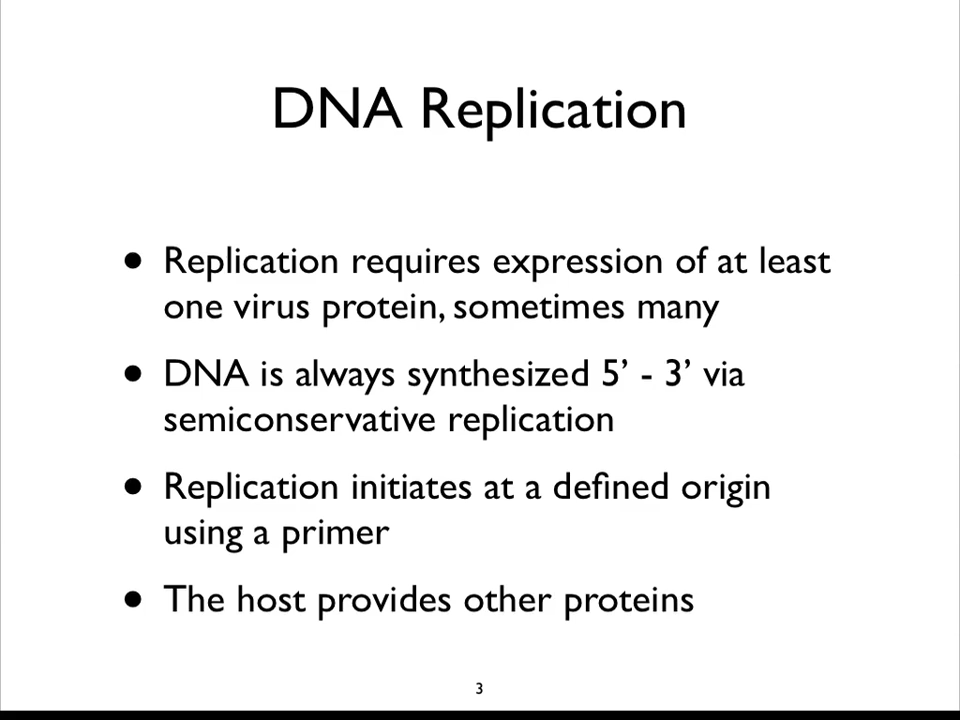 DNA Replication
• Replication requires expression of at least
one virus protein, sometimes many
• DNA is always synthesized 5’ - 3’ via
semiconservative replication
• Replication initiates at a defined origin
using a primer
• The host provides other proteins
3